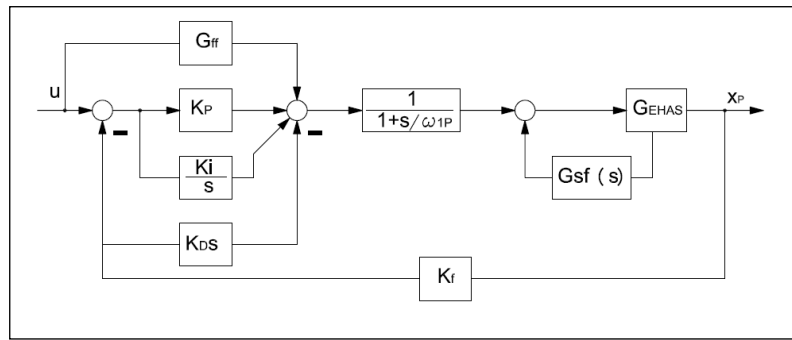 Gff
u
KP
Ki
s
KDS
1
1+s/ω1P
GEHAS
xP
Gsf (s)
Kf